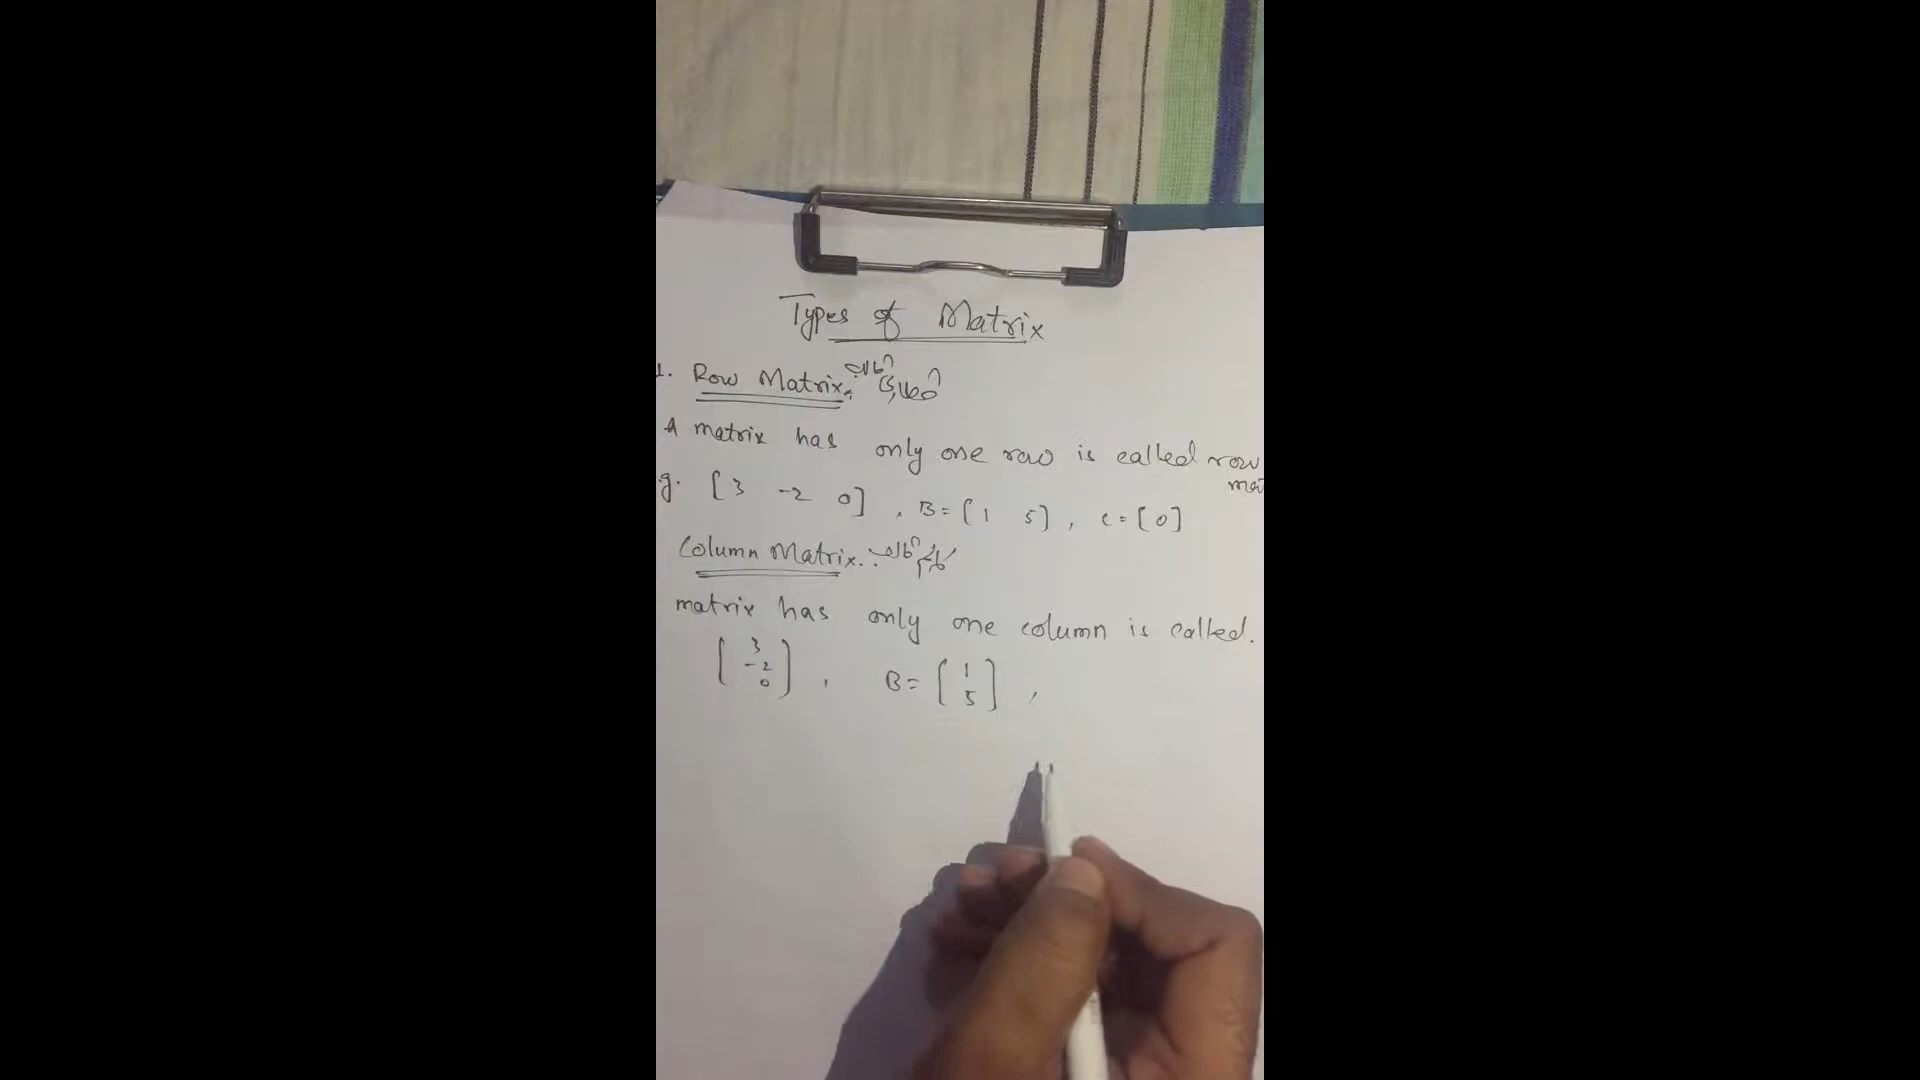 Types of Matrix
1. Row Matrix:
A matrix has only one row is called row
mat
g. [3 -2 0], B = [1 5], C = [0]
Column Matrix.:
matrix has only one column is called.
[3 -2 0], B = [1 5],